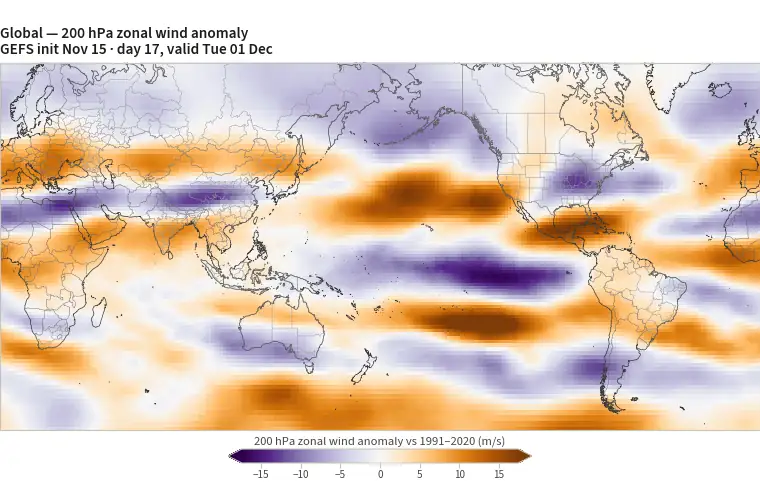 Global — 200 hPa zonal wind anomaly
GEFS init Nov 15 · day 17, valid Tue 01 Dec
200 hPa zonal wind anomaly vs 1991–2020 (m/s)
−15 −10 −5 0 5 10 15